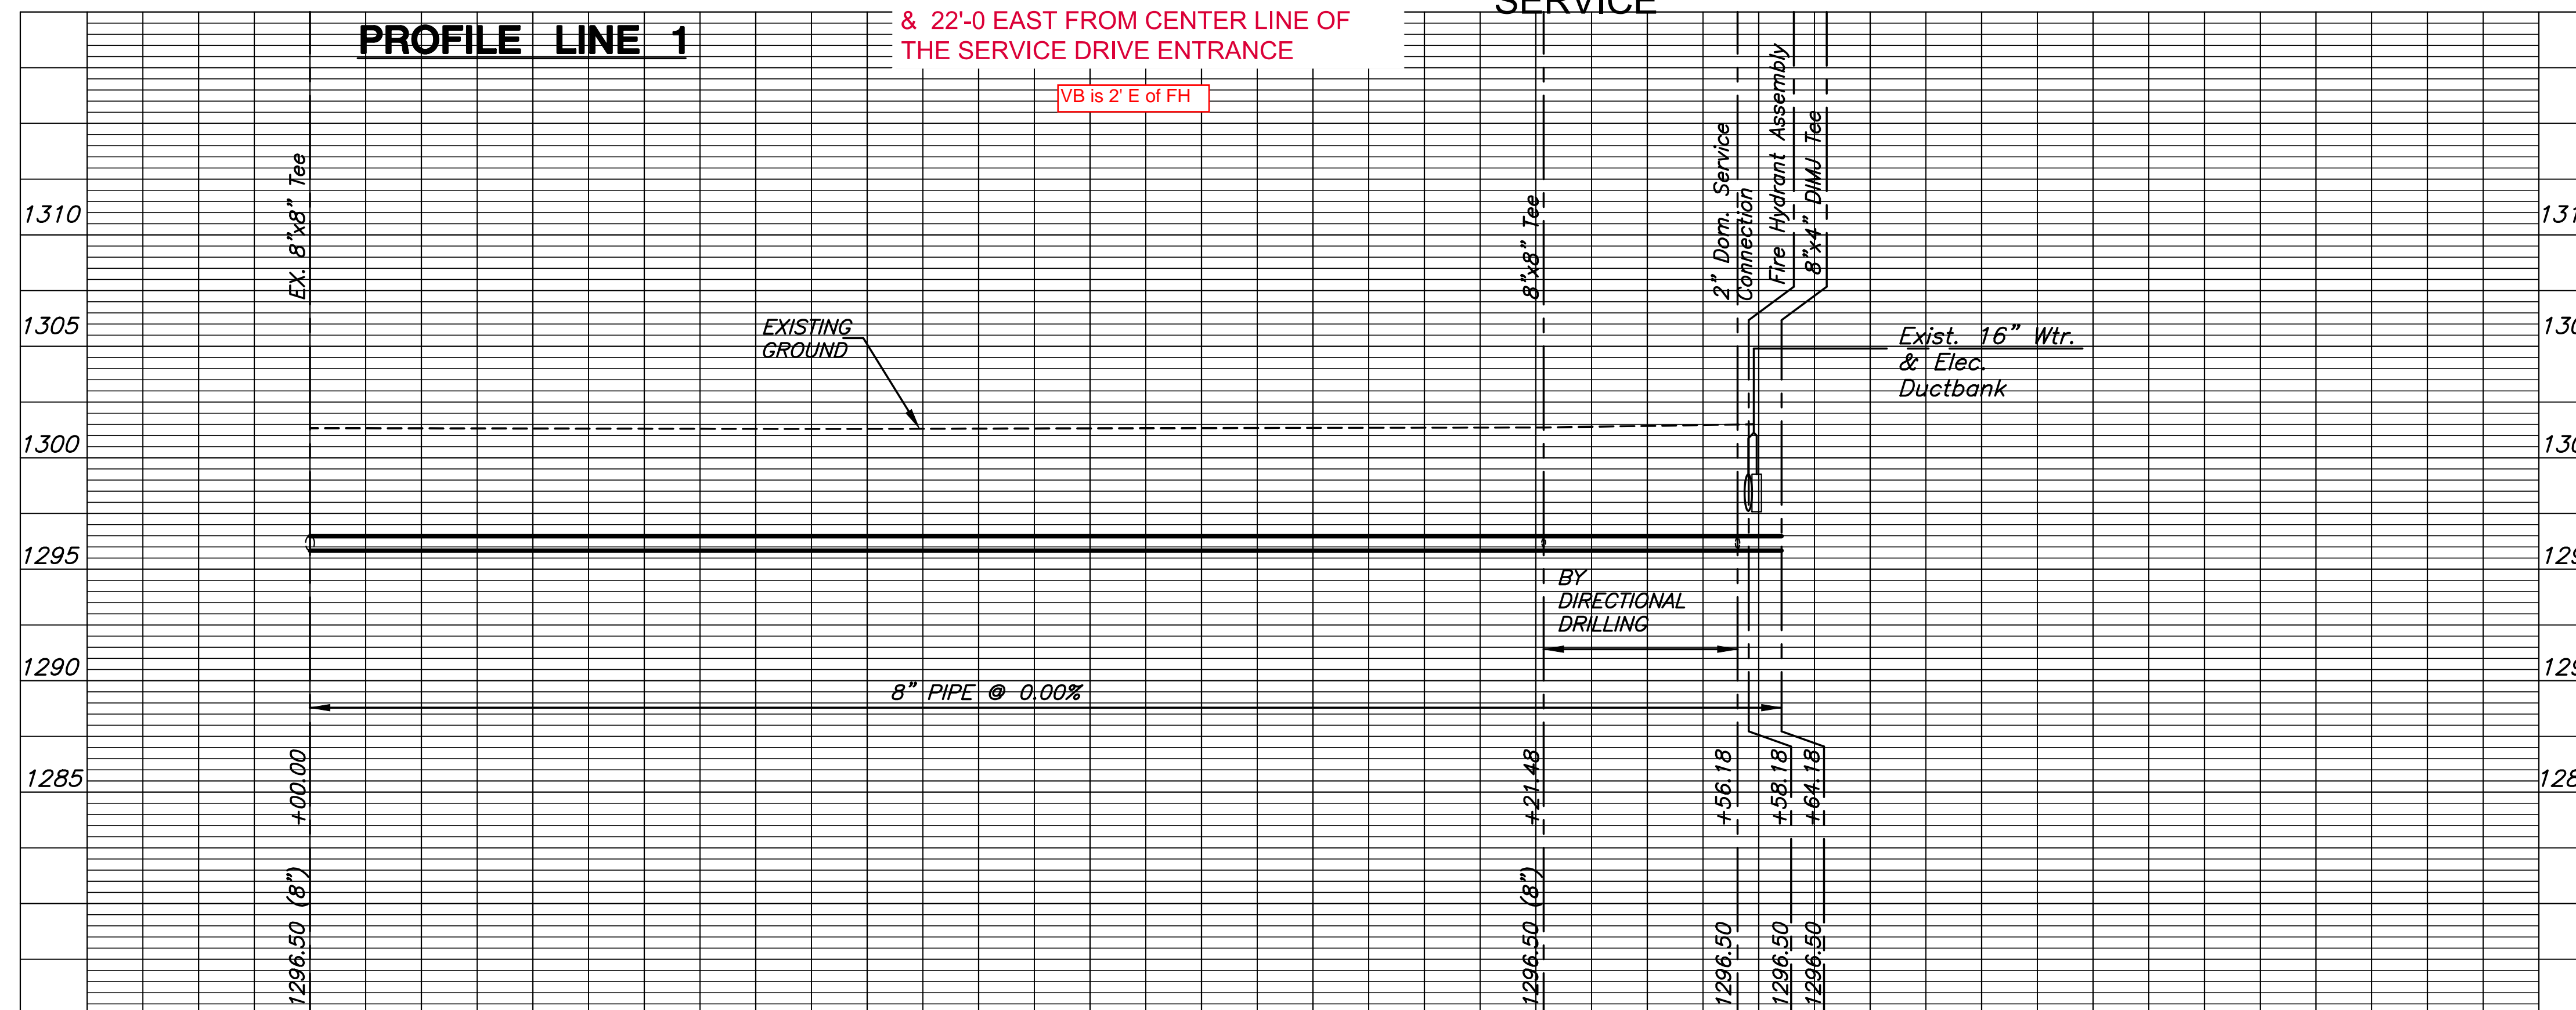 SERVICE
& 22'-0 EAST FROM CENTER LINE OF
THE SERVICE DRIVE ENTRANCE
PROFILE LINE 1
VB is 2' E of FH
EX. 8"x8" Tee
8"x8" Tee
2" Dom. Service
Connection
Fire Hydrant Assembly
8"x4" DIMJ Tee
1310
1305
1300
1295
1290
1285
EXISTING
GROUND
Exist. 16" Wtr.
& Elec.
Ductbank
BY
DIRECTIONAL
DRILLING
8" PIPE @ 0.00%
+00.00
+21.48
+56.18
+58.18
+64.18
1296.50 (8")
1296.50 (8")
1296.50
1296.50
1296.50